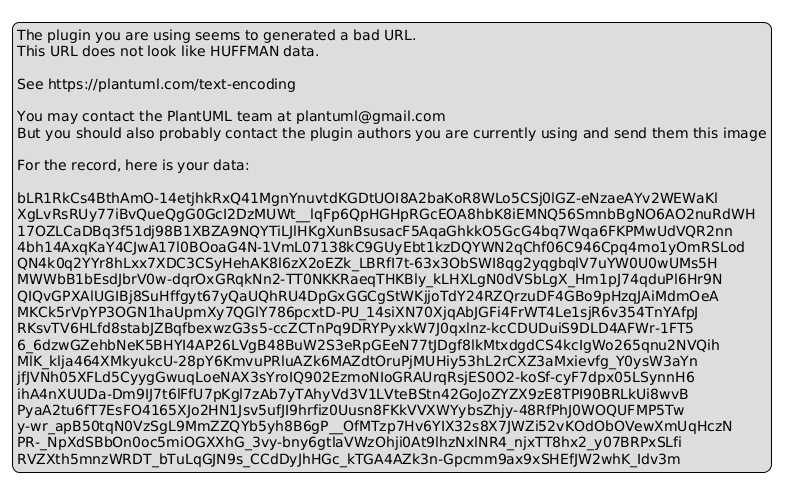 The plugin you are using seems to generated a bad URL.
This URL does not look like HUFFMAN data.
See https://plantuml.com/text-encoding
You may contact the PlantUML team at plantuml@gmail.com
But you should also probably contact the plugin authors you are currently using and send them this image
For the record, here is your data:
bLR1RkCs4BthAmO-14etjhkRxQ41MgnYnuvtdKGDtUOI8A2baKoR8WLo5CSj0lGZ-eNzaeAYv2WEWaKl
XgLvRsRUy77iBvQueQgG0GcI2DzMUWt__lqFp6QpHGHpRGcEOA8hbK8iEMNQ56SmnbBgNO6AO2nuRdWH
17OZLCaDBq3f51dj98B1XBZA9NQYTiLJlHKgXunBsusacF5AqaGhkkO5GcG4bq7Wqa6FKPMwUdVQR2nn
4bh14AxqKaY4CJwA17l0BOoaG4N-1VmL07138kC9GUyEbt1kzDQYWN2qChf06C946Cpq4mo1yOmRSLod
QN4k0q2YYr8hLxx7XDC3CSyHehAK8l6zX2oEZk_LBRfI7t-63x3ObSWI8qg2yqgbqlV7uYW0U0wUMs5H
MWWbB1bEsdJbrV0w-dqrOxGRqkNn2-TT0NKKRaeqTHKBly_kLHXLgN0dVSbLgX_Hm1pJ74qduPl6Hr9N
QIQvGPXAlUGIBj8SuHffgyt67yQaUQhRU4DpGxGGCgStWKjjoTdY24RZQrzuDF4GBo9pHzqJAiMdmOeA
MKCk5rVpYP3OGN1haUpmXy7QGlY786pcxtD-PU_14siXN70XjqAbJGFi4FrWT4Le1sjR6v354TnYAfpJ
RKsvTV6HLfd8stabJZBqfbexwzG3s5-ccZCTnPq9DRYPyxkW7J0qxlnz-kcCDUDuiS9DLD4AFWr-1FT5
6_6dzwGZehbNeK5BHYI4AP26LVgB48BuW2S3eRpGEeN77tJDgf8lkMtxdgdCS4kcIgWo265qnu2NVQih
MlK_klja464XMkyukcU-28pY6KmvuPRluAZk6MAZdtOruPjMUHiy53hL2rCXZ3aMxievfg_Y0ysW3aYn
jfJVNh05XFLd5CyygGwuqLoeNAX3sYroIQ902EzmoNIoGRAUrqRsjES0O2-koSf-cyF7dpx05LSynnH6
ihA4nXUUDa-Dm9IJ7t6lFfU7pKgl7zAb7yTAhyVd3V1LVteBStn42GoJoZYZX9zE8TPI90BRLkUi8wvB
PyaA2tu6fT7EsFO4165XJo2HN1Jsv5ufJI9hrfiz0Uusn8FKkVVXWYybsZhjy-48RfPhJ0WOQUFMP5Tw
y-wr_apB50tqN0VzSgL9MmZZQYb5yh8B6gP__OfMTzp7Hv6YIX32s8X7JWZi52vKOdObOVewXmUqHczN
PR-_NpXdSBbOn0oc5miOGXXhG_3vy-bny6gtlaVWzOhji0At9lhzNxlNR4_njxTT8hx2_y07BRPxSLfi
RVZXth5mnzWRDT_bTuLqGJN9s_CCdDyJhHGc_kTGA4AZk3n-Gpcmm9ax9xSHEfJW2whK_Idv3m